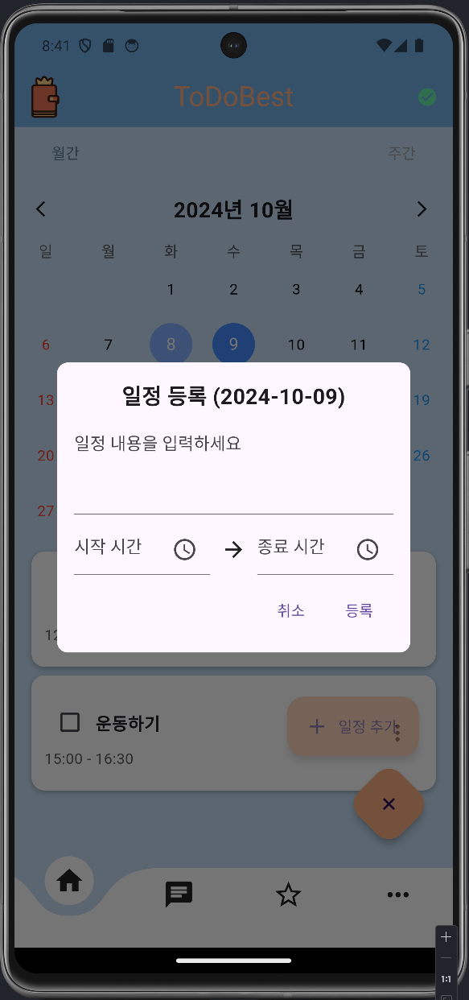 8:41
ToDoBest
월간 주간
2024년 10월
일 월 화 수 목 금 토
1 2 3 4 5
6 7 8 9 10 11 12
13 19
20 26
27
일정 등록 (2024-10-09)
일정 내용을 입력하세요
시작 시간 종료 시간
취소 등록
12
운동하기
일정 추가
15:00 - 16:30
1:1